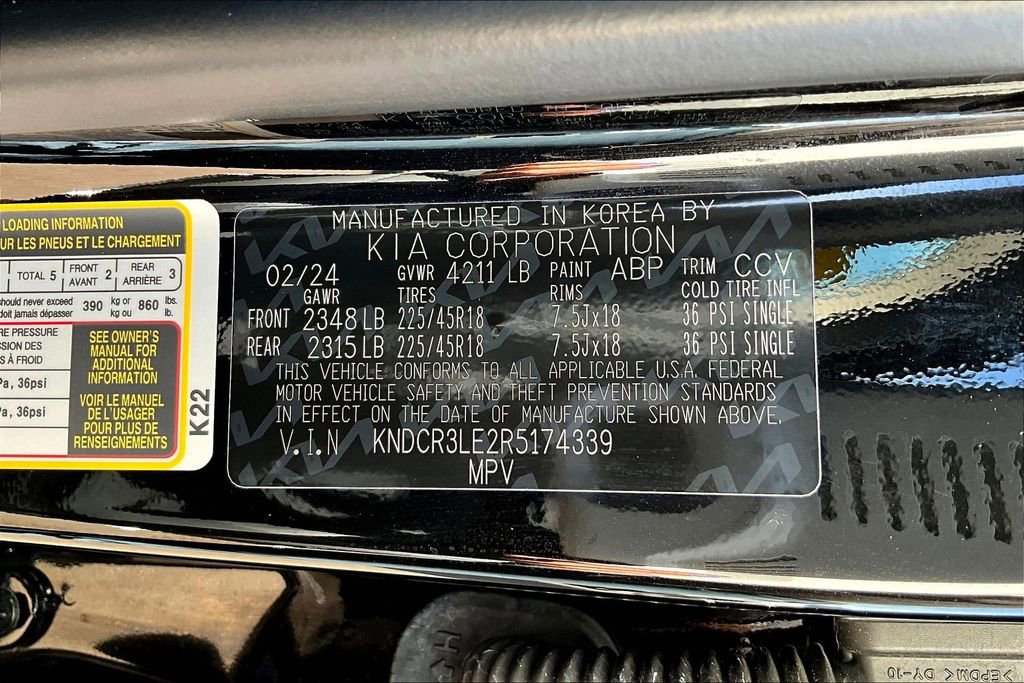 LOADING INFORMATION
UR LES PNEUS ET LE CHARGEMENT
TOTAL 5 FRONT AVANT 2 REAR ARRIÈRE 3
hould never exceed 390 kg or kg ou 860 lbs. lb.
doit jamais dépasser
RE PRESSURE
SSION DES
S À FROID
Pa, 36psi
Pa, 36psi
SEE OWNER'S
MANUAL FOR
ADDITIONAL
INFORMATION
VOIR LE MANUEL
DE L'USAGER
POUR PLUS DE
RENSEIGNEMENTS
K22
MANUFACTURED IN KOREA BY
KIA CORPORATION
02/24 GVWR 4211 LB PAINT ABP TRIM CCV
GAWR TIRES RIMS COLD TIRE INFL
FRONT 2348 LB 225/45R18 , 7.5Jx18 , 36 PSI SINGLE
REAR 2315 LB 225/45R18 , 7.5Jx18 , 36 PSI SINGLE
THIS VEHICLE CONFORMS TO ALL APPLICABLE U.S.A. FEDERAL
MOTOR VEHICLE SAFETY AND THEFT PREVENTION STANDARDS
IN EFFECT ON THE DATE OF MANUFACTURE SHOWN ABOVE.
V.I.N KNDCR3LE2R5174339
MPV
>EPDM< DY-10